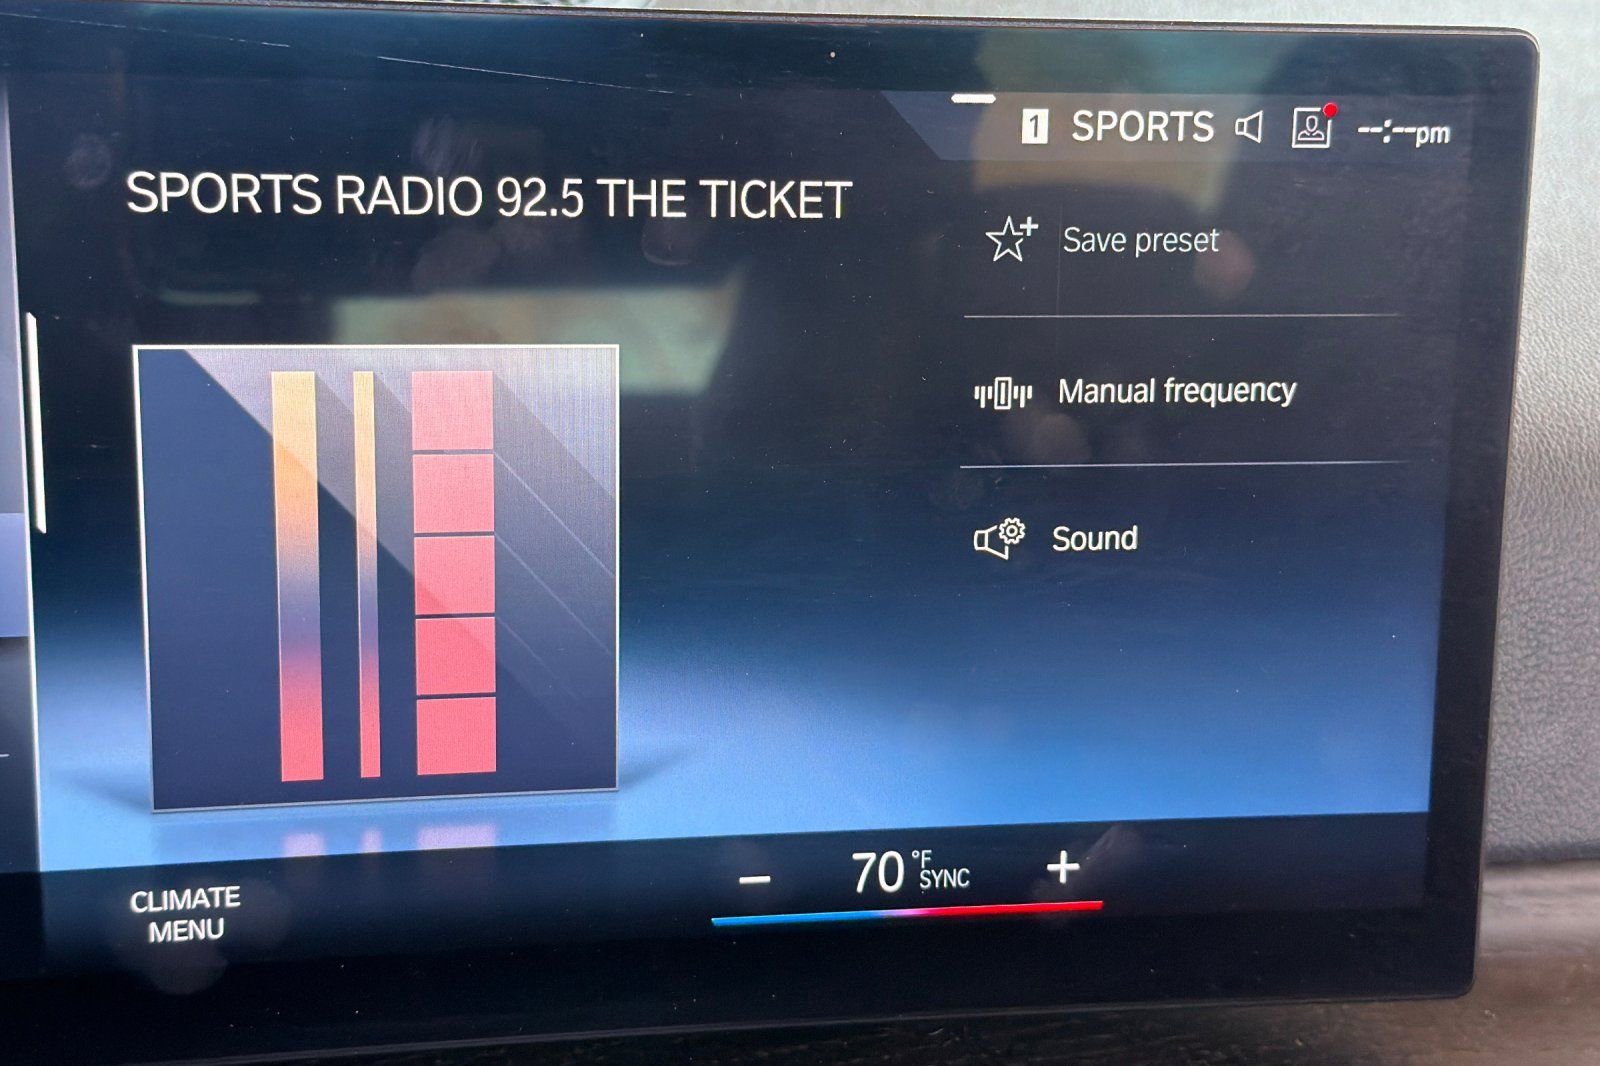 1 SPORTS --:--pm
SPORTS RADIO 92.5 THE TICKET
Save preset
Manual frequency
Sound
CLIMATE
MENU
70 °F
SYNC